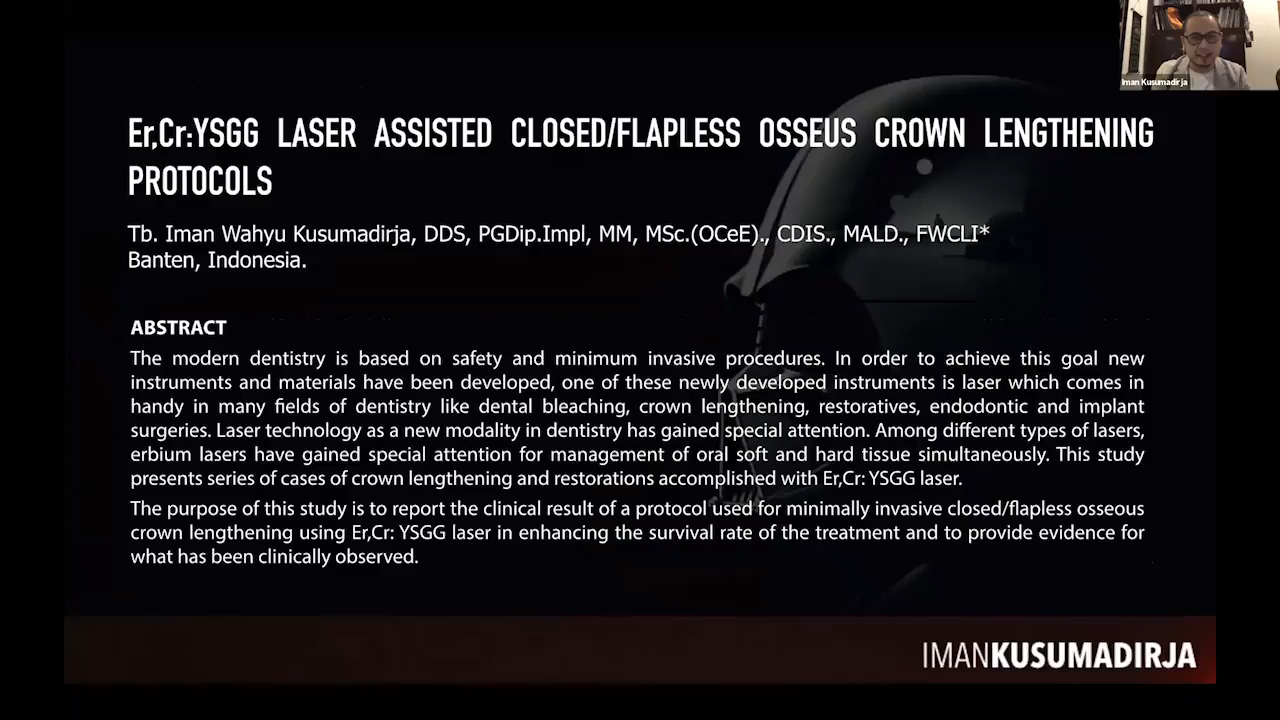 Iman Kusumadirja
Er,Cr:YSGG LASER ASSISTED CLOSED/FLAPLESS OSSEUS CROWN LENGTHENING
PROTOCOLS
Tb. Iman Wahyu Kusumadirja, DDS, PGDip.Impl, MM, MSc.(OCeE)., CDIS., MALD., FWCLI*
Banten, Indonesia.
ABSTRACT
The modern dentistry is based on safety and minimum invasive procedures. In order to achieve this goal new
instruments and materials have been developed, one of these newly developed instruments is laser which comes in
handy in many fields of dentistry like dental bleaching, crown lengthening, restoratives, endodontic and implant
surgeries. Laser technology as a new modality in dentistry has gained special attention. Among different types of lasers,
erbium lasers have gained special attention for management of oral soft and hard tissue simultaneously. This study
presents series of cases of crown lengthening and restorations accomplished with Er,Cr: YSGG laser.
The purpose of this study is to report the clinical result of a protocol used for minimally invasive closed/flapless osseous
crown lengthening using Er,Cr: YSGG laser in enhancing the survival rate of the treatment and to provide evidence for
what has been clinically observed.
IMANKUSUMADIRJA